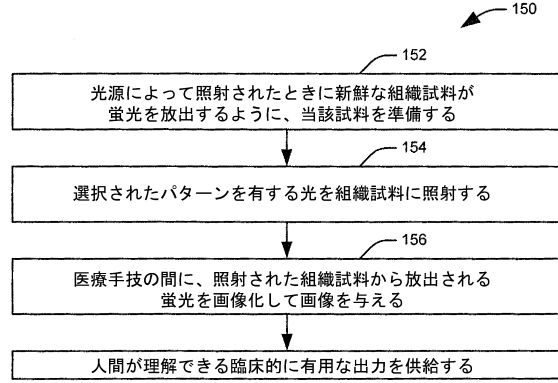 150
152
光源によって照射されたときに新鮮な組織試料が
蛍光を放出するように、当該試料を準備する
154
選択されたパターンを有する光を組織試料に照射する
156
医療手技の間に、照射された組織試料から放出される
蛍光を画像化して画像を与える
人間が理解できる臨床的に有用な出力を供給する